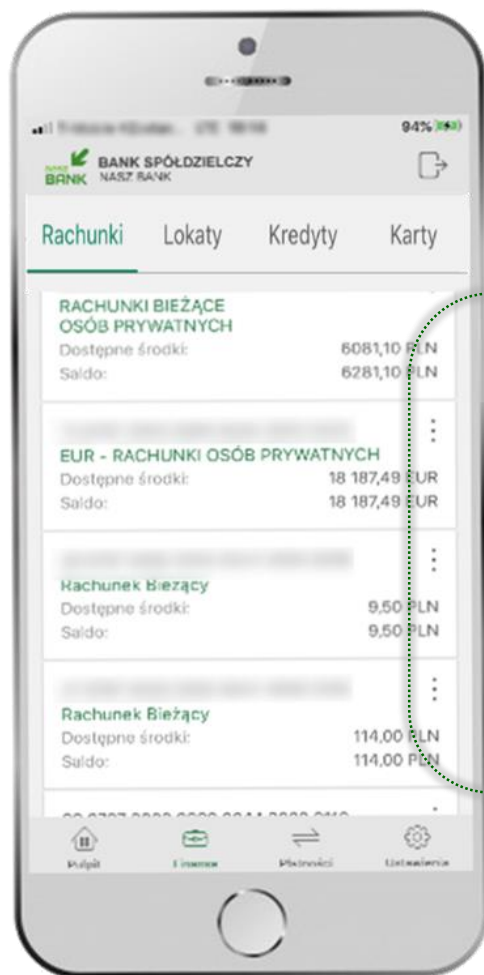 94%
NASZ BANK
BANK SPÓŁDZIELCZY
NASZ BANK
Rachunki Lokaty Kredyty Karty
RACHUNKI BIEŻĄCE
OSÓB PRYWATNYCH
Dostępne środki: 6081,10 PLN
Saldo: 6281,10 PLN
EUR - RACHUNKI OSÓB PRYWATNYCH
Dostępne środki: 18 187,49 EUR
Saldo: 18 187,49 EUR
Rachunek Bieżący
Dostępne środki: 9,50 PLN
Saldo: 9,50 PLN
Rachunek Bieżący
Dostępne środki: 114,00 PLN
Saldo: 114,00 PLN
Pulpit Finanse Płatności Ustawienia